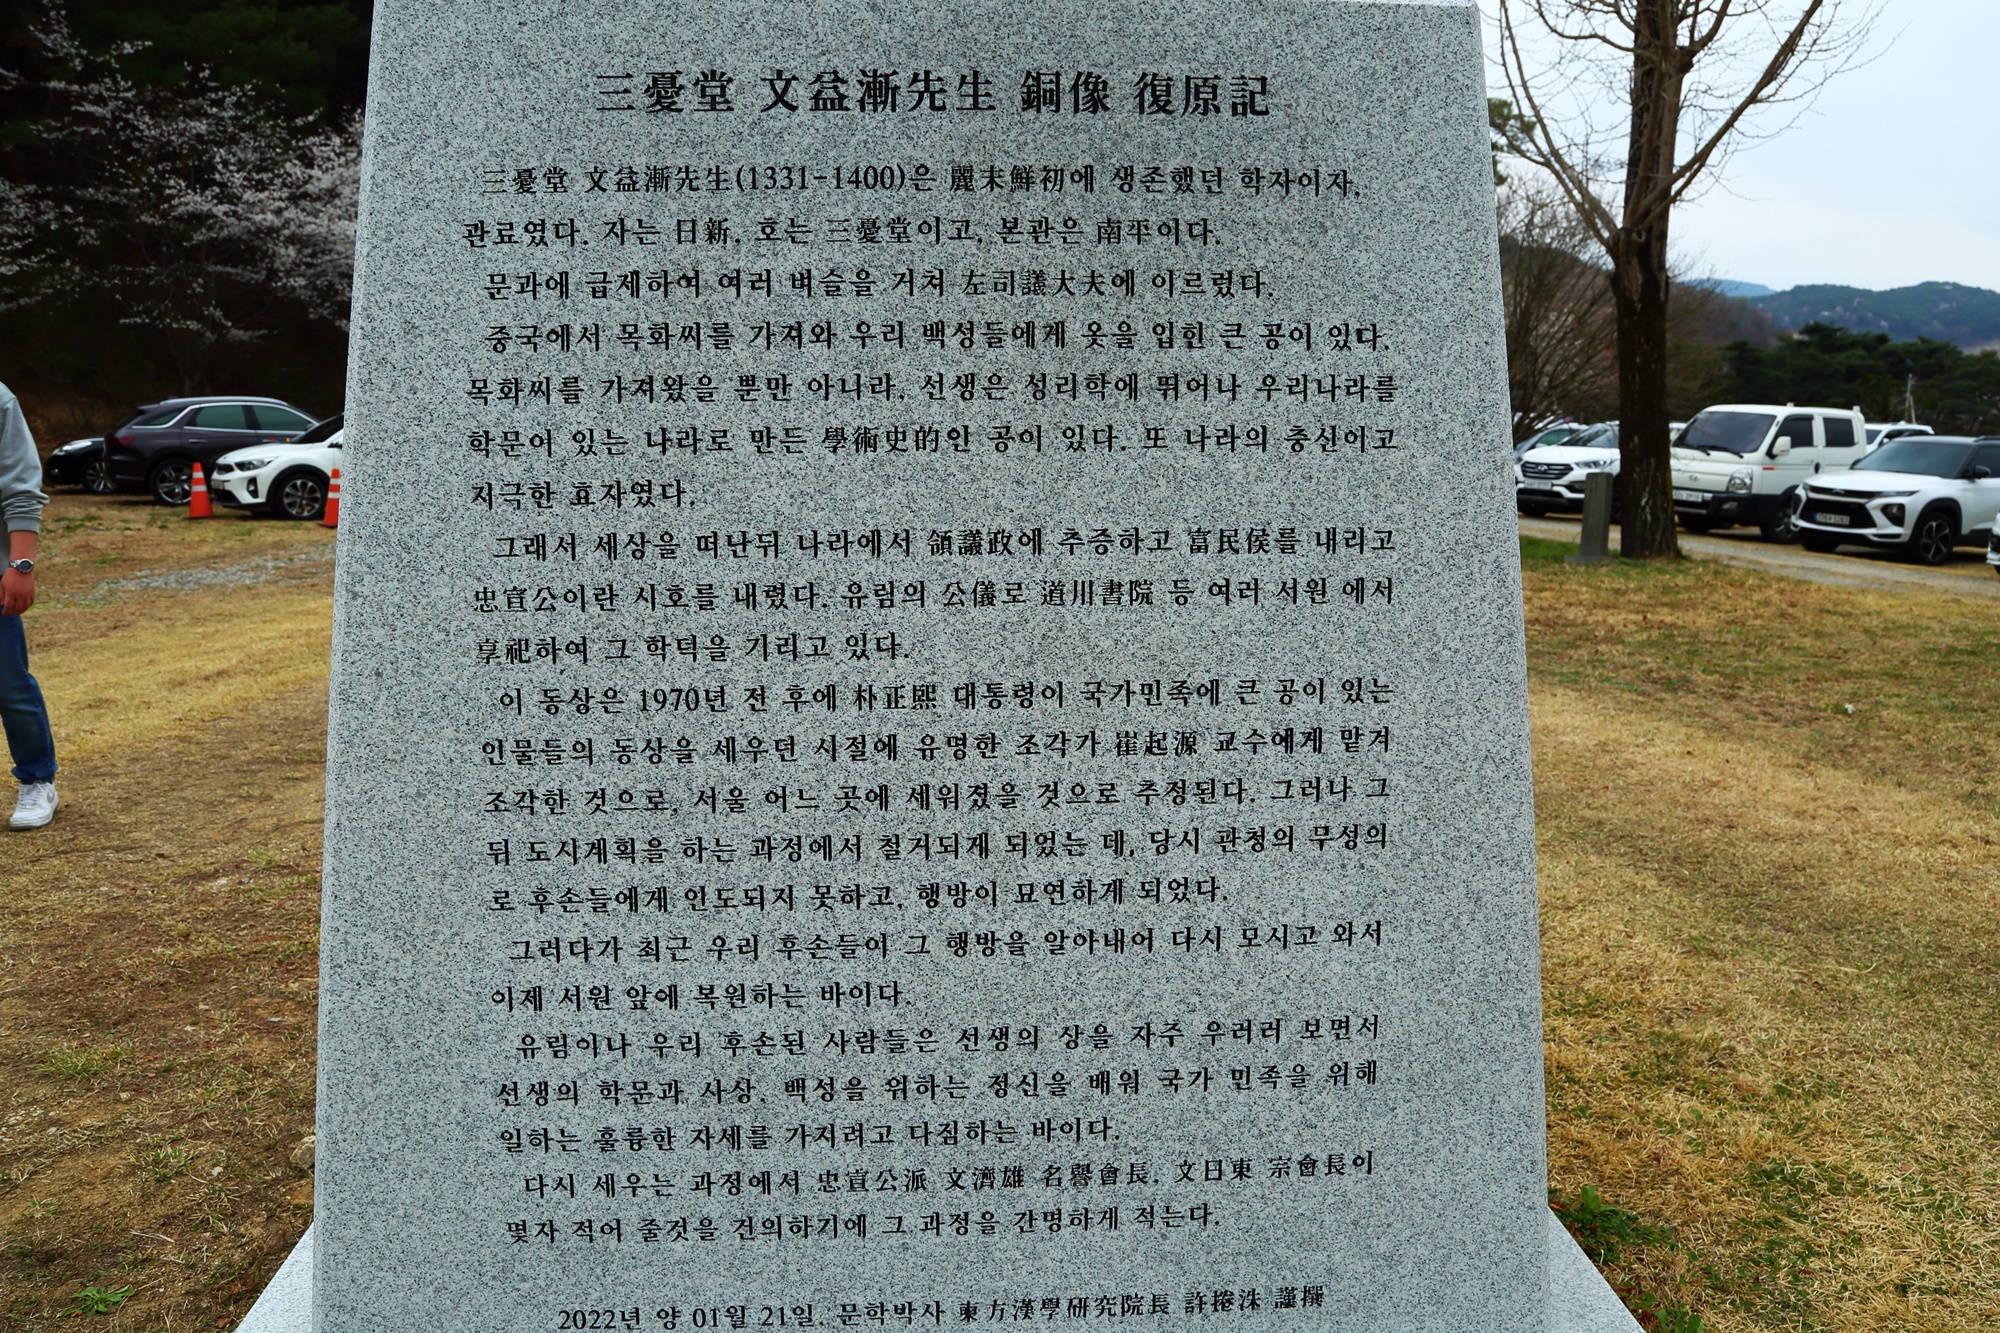 三憂堂 文益漸先生 銅像 復原記
三憂堂 文益漸先生(1331-1400)은 麗末鮮初에 생존했던 학자이자,
관료였다. 자는 日新, 호는 三憂堂이고, 본관은 南平이다.
문과에 급제하여 여러 벼슬을 거쳐 左司議大夫에 이르렀다.
중국에서 목화씨를 가져와 우리 백성들에게 옷을 입힌 큰 공이 있다.
목화씨를 가져왔을 뿐만 아니라, 선생은 성리학에 뛰어나 우리나라를
학문이 있는 나라로 만든 學術史的인 공이 있다. 또 나라의 충신이고
지극한 효자였다.
그래서 세상을 떠난뒤 나라에서 領議政에 추증하고 富民侯를 내리고
忠宣公이란 시호를 내렸다. 유림의 公儀로 道川書院 등 여러 서원 에서
享祀하여 그 학덕을 기리고 있다.
이 동상은 1970년 전 후에 朴正熙 대통령이 국가민족에 큰 공이 있는
인물들의 동상을 세우던 시절에 유명한 조각가 崔起源 교수에게 맡겨
조각한 것으로, 서울 어느 곳에 세워졌을 것으로 추정된다. 그러나 그
뒤 도시계획을 하는 과정에서 철거되게 되었는 데, 당시 관청의 무성의
로 후손들에게 인도되지 못하고, 행방이 묘연하게 되었다.
그러다가 최근 우리 후손들이 그 행방을 알아내어 다시 모시고 와서
이제 서원 앞에 복원하는 바이다.
유림이나 우리 후손된 사람들은 선생의 상을 자주 우러러 보면서
선생의 학문과 사상, 백성을 위하는 정신을 배워 국가 민족을 위해
일하는 훌륭한 자세를 가지려고 다짐하는 바이다.
다시 세우는 과정에서 忠宣公派 文濟雄 名譽會長, 文日東 宗會長이
몇자 적어 줄것을 건의하기에 그 과정을 간명하게 적는다.
2022년 양 01월 21일. 문학박사 東方漢學研究院長 許捲洙 謹撰